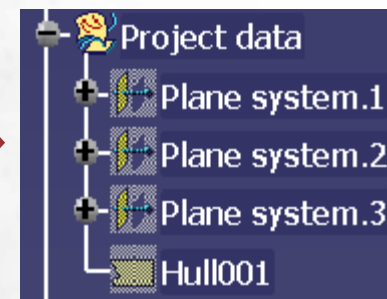 Project data
Plane system.1
Plane system.2
Plane system.3
Hull001